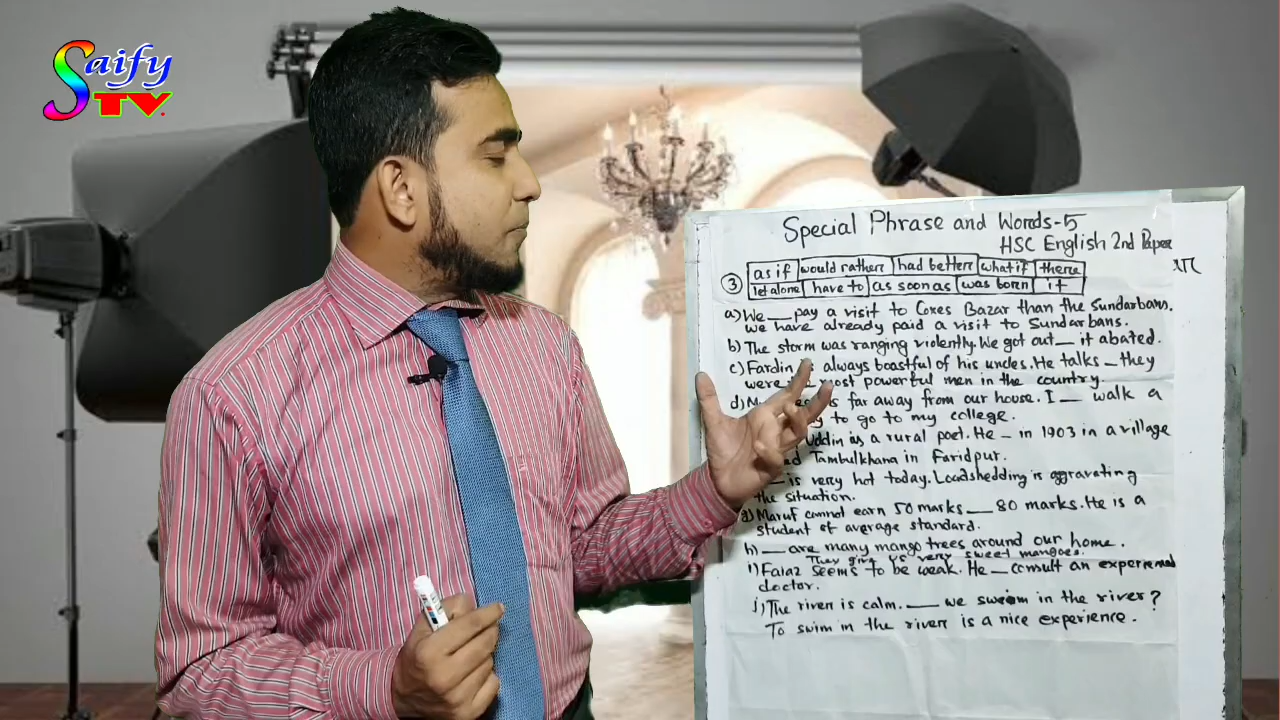 Saify
TV
Special Phrase and Words-5
HSC English 2nd Paper
as if would rather had better what if there
③ let alone have to as soon as was born it
a) We ___ pay a visit to Coxes Bazar than the Sundarbans.
we have already paid a visit to Sundarbans.
b) The storm was ranging violently. We got out _ it abated.
c) Fardin is always boastful of his uncles. He talks _ they
were most powerful men in the country.
d) is far away from our house. I __ walk a
to go to my college.
Uddin is a rural poet. He _ in 1903 in a village
Tambulkhana in Faridpur.
_ is very hot today. Loadshedding is aggravating
the situation.
g) Maruf cannot earn 50 marks ___ 80 marks. He is a
student of average standard.
h) ___ are many mango trees around our home.
They give us very sweet mangoes.
i) Faiaz seems to be weak. He __ consult an experienced
doctor.
j) The river is calm. ___ we swim in the river?
To swim in the river is a nice experience.